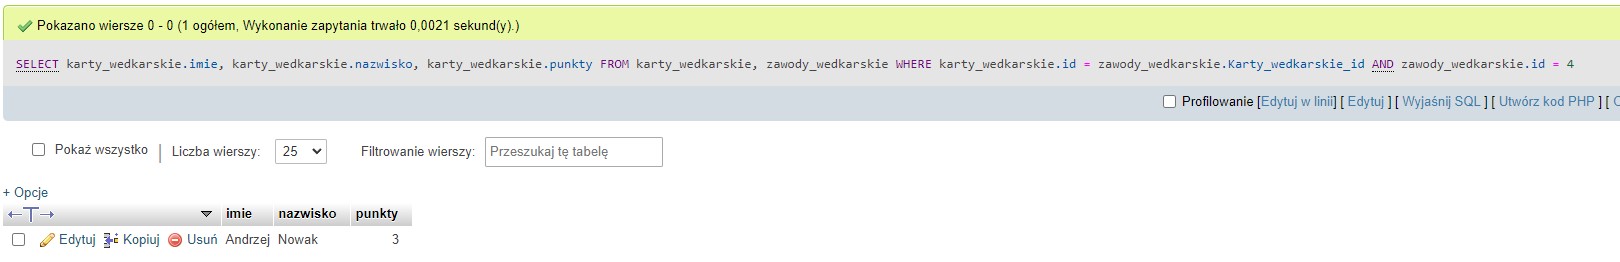 Pokazano wiersze 0 - 0 (1 ogółem, Wykonanie zapytania trwało 0,0021 sekund(y).)
SELECT karty_wedkarskie.imie, karty_wedkarskie.nazwisko, karty_wedkarskie.punkty FROM karty_wedkarskie, zawody_wedkarskie WHERE karty_wedkarskie.id = zawody_wedkarskie.Karty_wedkarskie_id AND zawody_wedkarskie.id = 4
Profilowanie [Edytuj w linii] [ Edytuj ] [ Wyjaśnij SQL ] [ Utwórz kod PHP ] [
Pokaż wszystko | Liczba wierszy: 25 Filtrowanie wierszy: Przeszukaj tę tabelę
+ Opcje
←T→ imie nazwisko punkty
Edytuj Kopiuj Usuń Andrzej Nowak 3